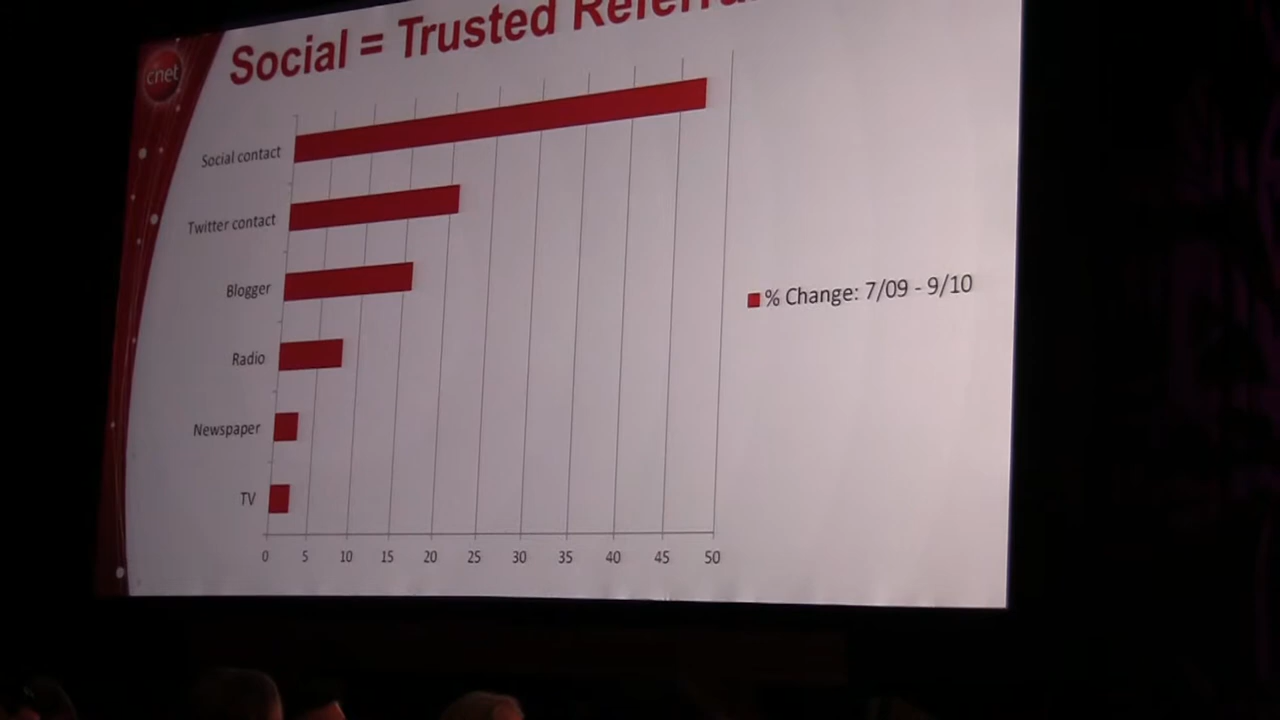 cnet
Social = Trusted
Social contact
Twitter contact
Blogger
Radio
Newspaper
TV
0 5 10 15 20 25 30 35 40 45 50
% Change: 7/09 - 9/10